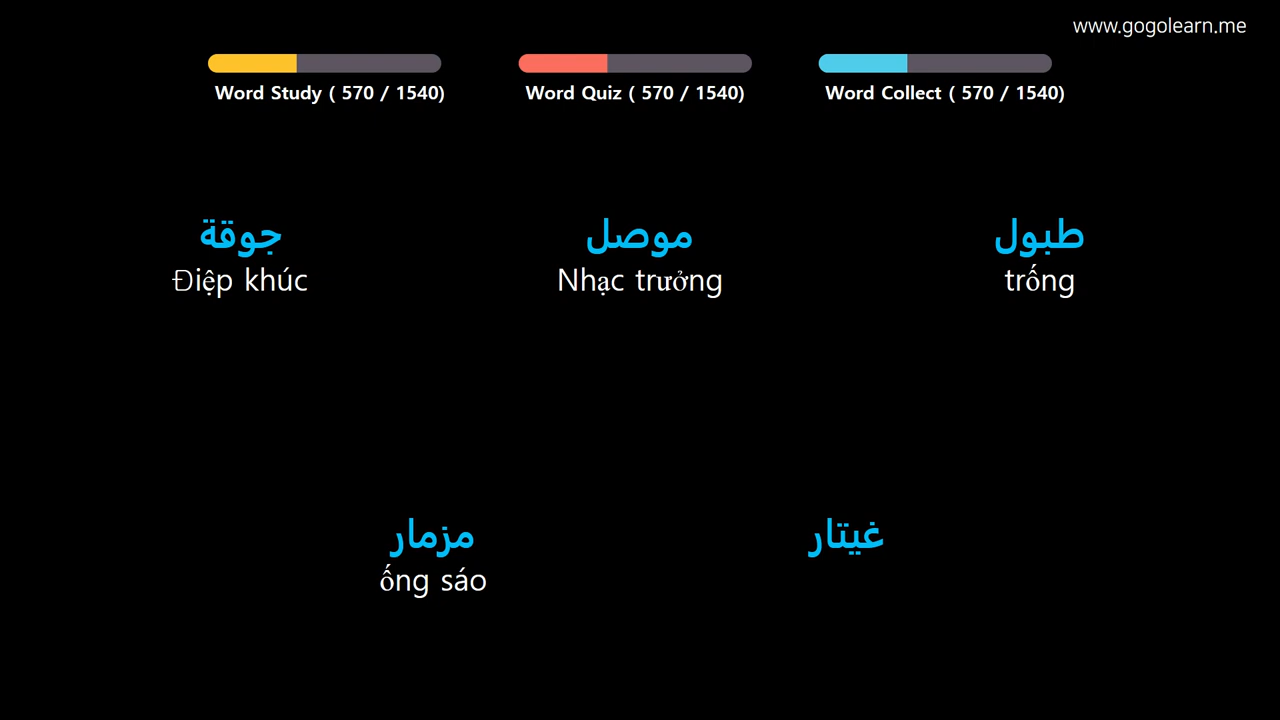 www.gogolearn.me
Word Study ( 570 / 1540)
Word Quiz ( 570 / 1540)
Word Collect ( 570 / 1540)
جوقة
Điệp khúc
موصل
Nhạc trưởng
طبول
trống
مزمار
ống sáo
غيتار